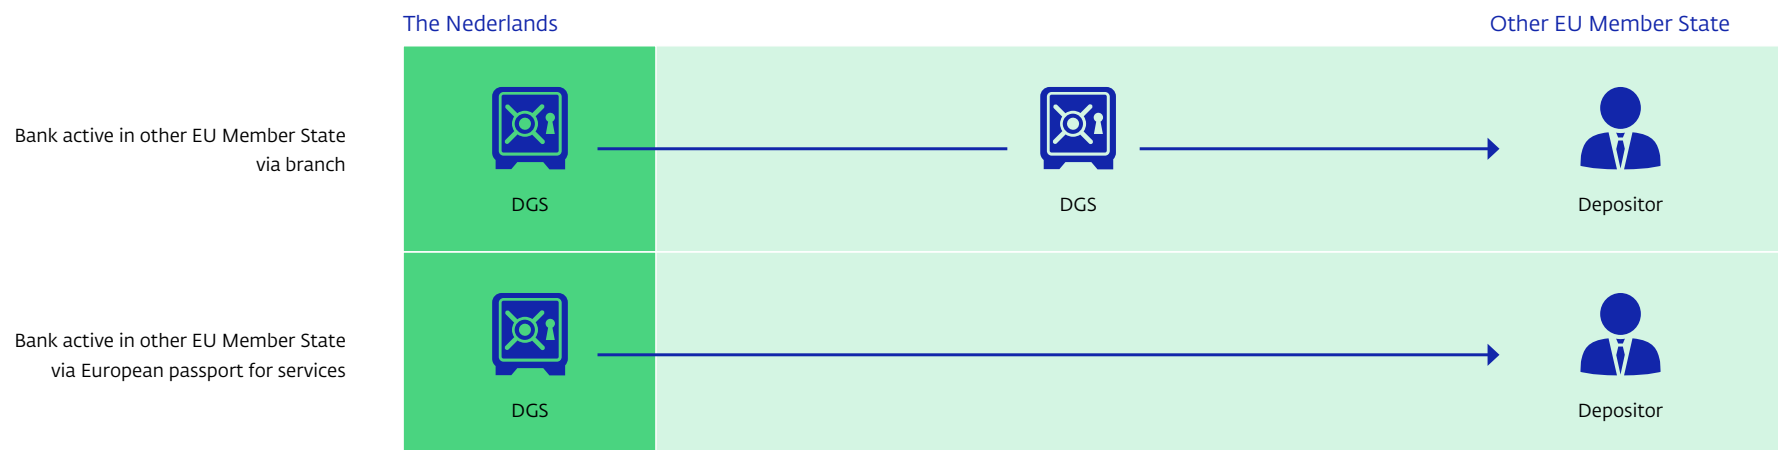 The Nederlands
Other EU Member State
Bank active in other EU Member State
via branch
DGS
DGS
Depositor
Bank active in other EU Member State
via European passport for services
DGS
Depositor